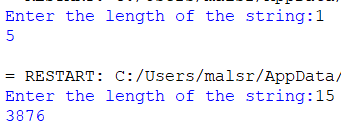 Enter the length of the string:1
5
= RESTART: C:/Users/malsr/AppData/
Enter the length of the string:15
3876